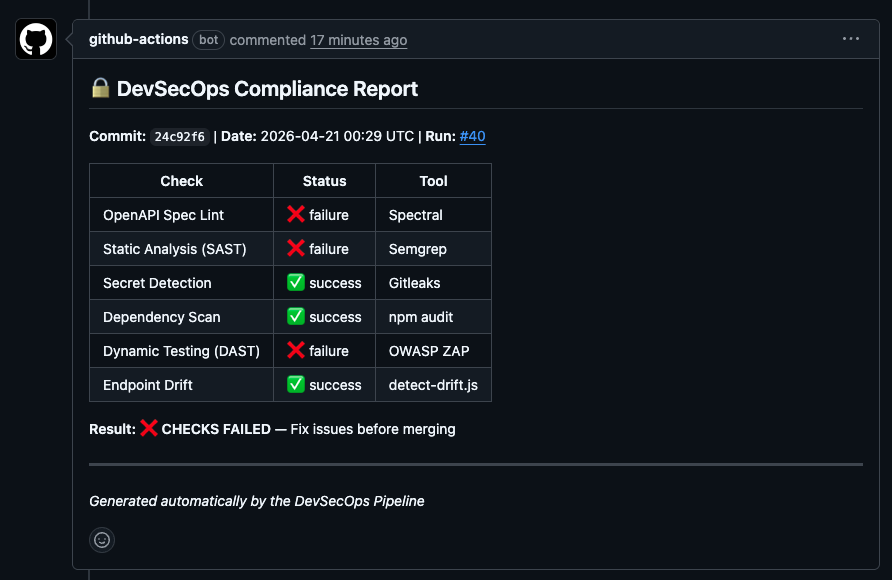 github-actions bot commented 17 minutes ago
🔒 DevSecOps Compliance Report
Commit: 24c92f6 | Date: 2026-04-21 00:29 UTC | Run: #40
Check Status Tool
OpenAPI Spec Lint ❌ failure Spectral
Static Analysis (SAST) ❌ failure Semgrep
Secret Detection ✅ success Gitleaks
Dependency Scan ✅ success npm audit
Dynamic Testing (DAST) ❌ failure OWASP ZAP
Endpoint Drift ✅ success detect-drift.js
Result: ❌ CHECKS FAILED — Fix issues before merging
Generated automatically by the DevSecOps Pipeline